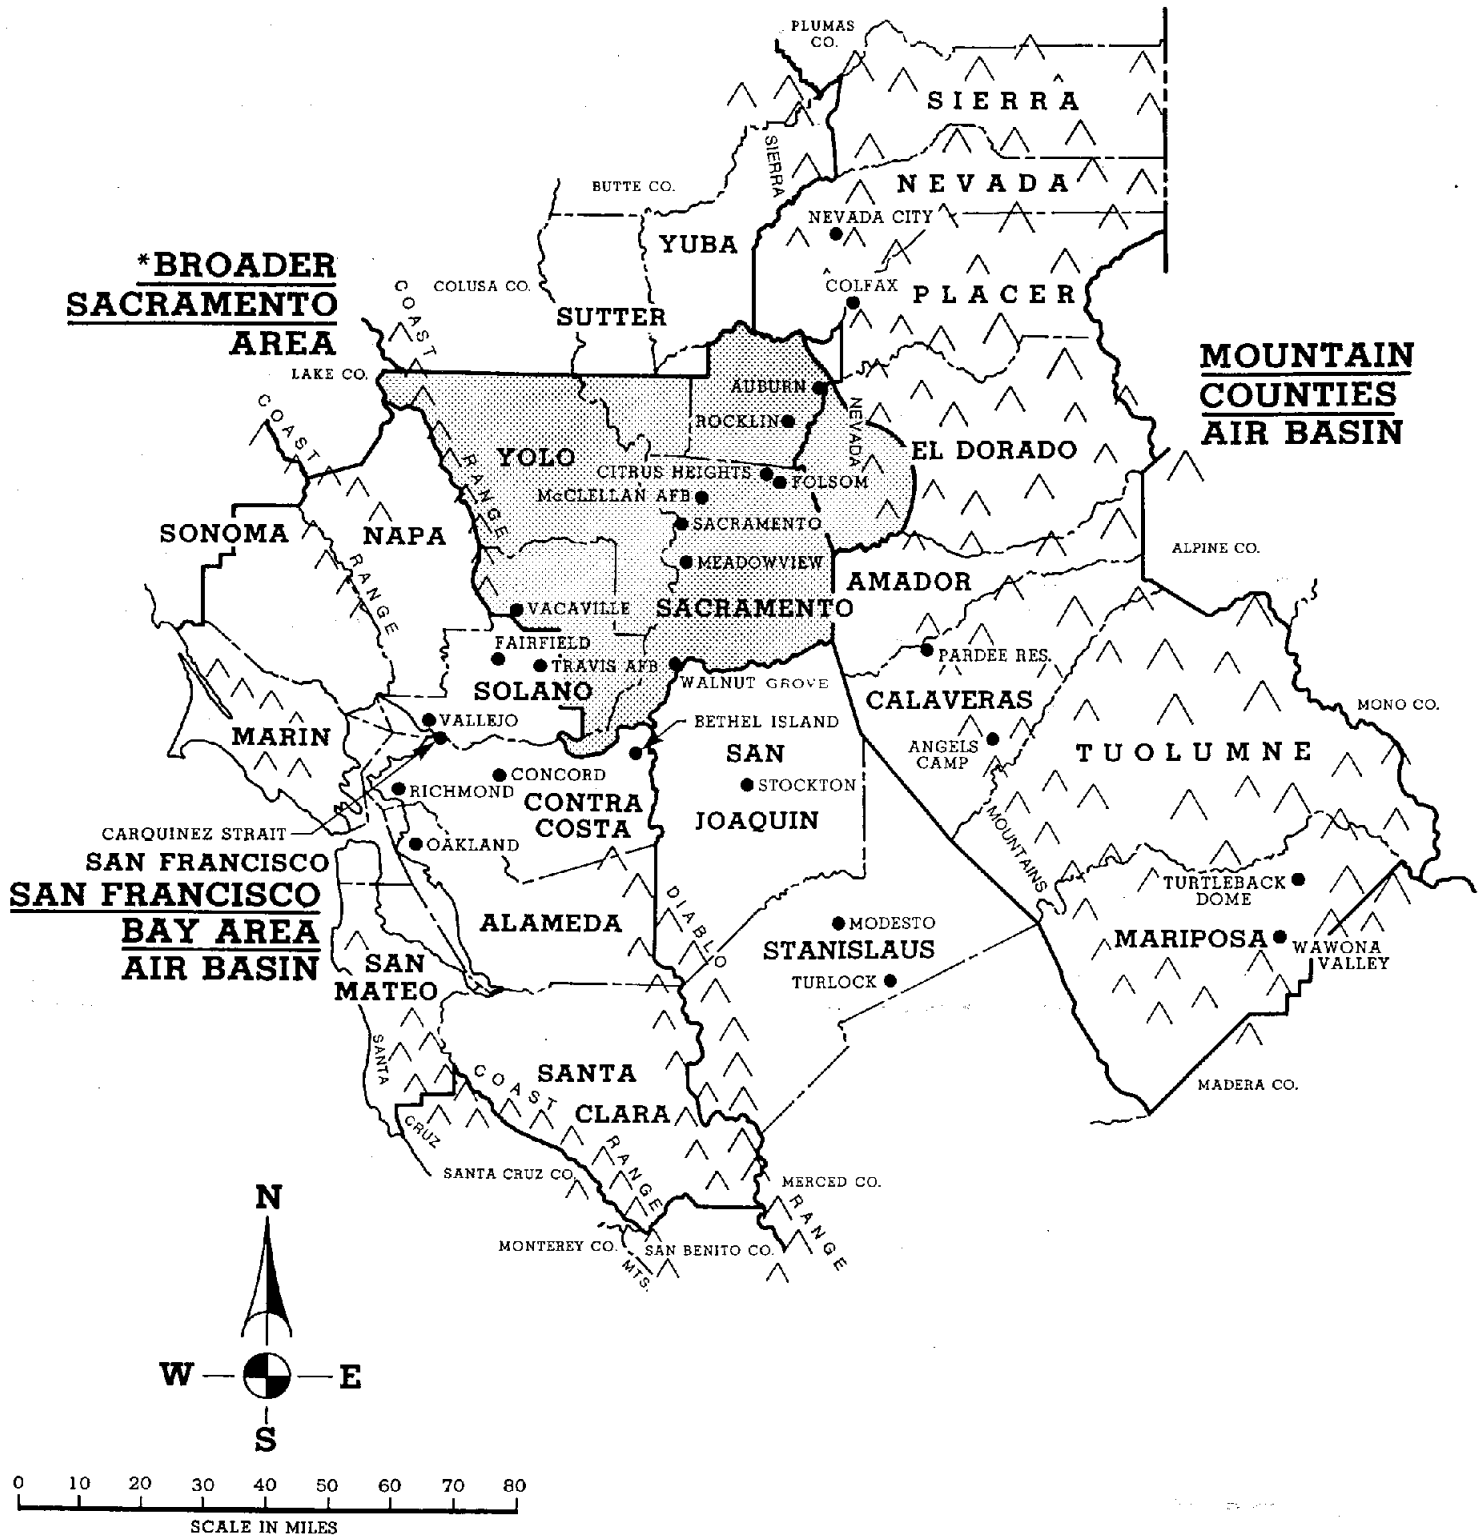 PLUMAS
CO.
SIERRA
SIERRA
NEVADA
BUTTE CO.
NEVADA CITY
YUBA
*BROADER
SACRAMENTO
AREA
COLUSA CO.
COAST
COLFAX
PLACER
SUTTER
MOUNTAIN
COUNTIES
AIR BASIN
LAKE CO.
AUBURN
NEVADA
COAST
ROCKLIN
RANGE
YOLO
EL DORADO
CITRUS HEIGHTS
FOLSOM
McCLELLAN AFB
SONOMA
NAPA
SACRAMENTO
ALPINE CO.
RANGE
MEADOWVIEW
AMADOR
VACAVILLE
SACRAMENTO
FAIRFIELD
TRAVIS AFB
PARDEE RES.
WALNUT GROVE
SOLANO
CALAVERAS
MONO CO.
VALLEJO
BETHEL ISLAND
MARIN
ANGELS
CAMP
SAN
JOAQUIN
TUOLUMNE
CONCORD
STOCKTON
RICHMOND
CONTRA
COSTA
MOUNTAINS
CARQUINEZ STRAIT
OAKLAND
SAN FRANCISCO
SAN FRANCISCO
BAY AREA
AIR BASIN
TURTLEBACK
DOME
DIABLO
ALAMEDA
MODESTO
STANISLAUS
MARIPOSA
WAWONA
VALLEY
SAN
MATEO
TURLOCK
SANTA
COAST
SANTA
CLARA
MADERA CO.
CRUZ
RANGE
SANTA CRUZ CO.
MERCED CO.
RANGE
N
MONTEREY CO.
SAN BENITO CO.
MTS.
W
E
S
0 10 20 30 40 50 60 70 80
SCALE IN MILES